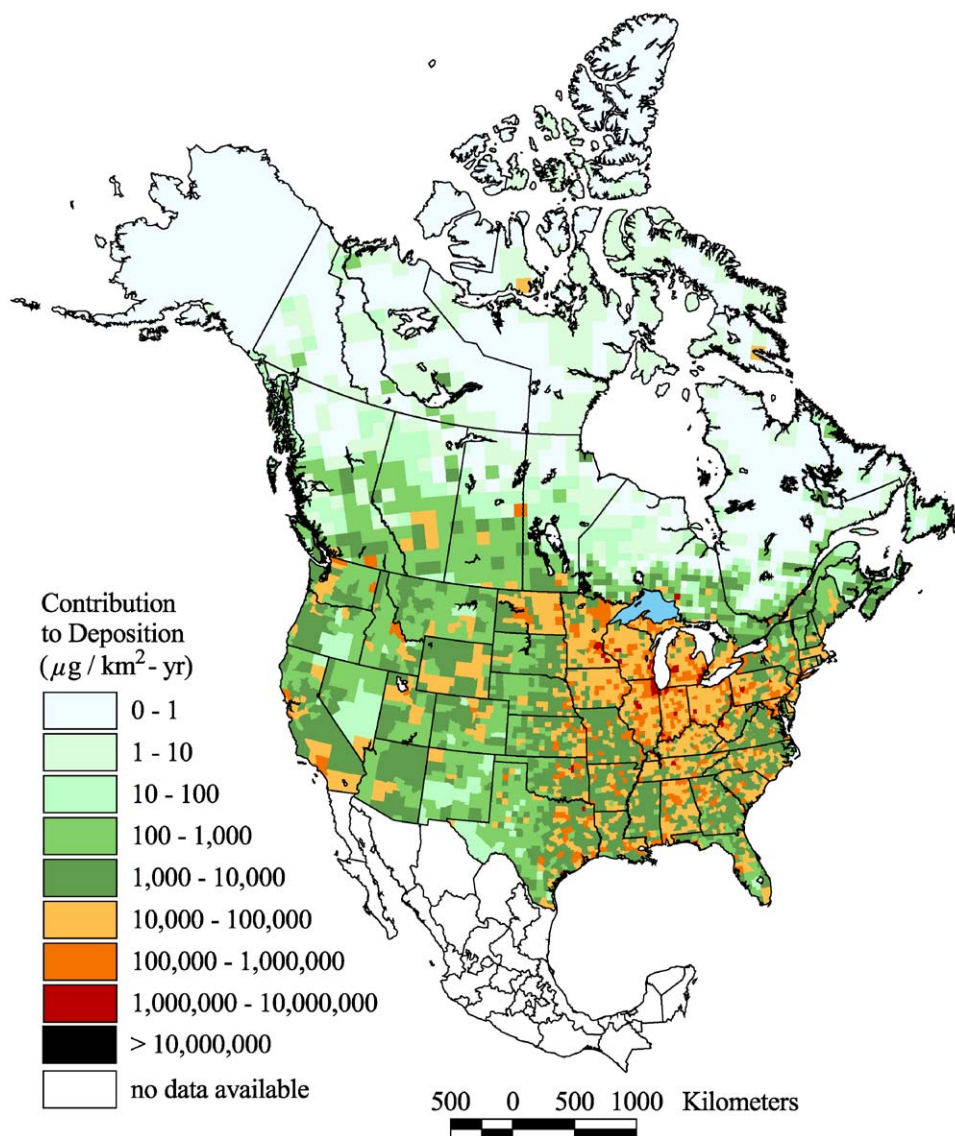 Contribution
to Deposition
(µg / km² - yr)
0 - 1
1 - 10
10 - 100
100 - 1,000
1,000 - 10,000
10,000 - 100,000
100,000 - 1,000,000
1,000,000 - 10,000,000
> 10,000,000
no data available
500 0 500 1000 Kilometers